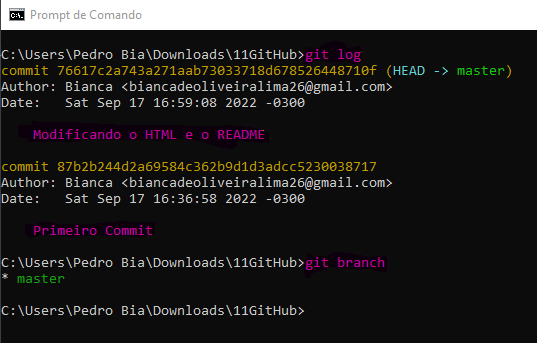 Prompt de Comando
C:\Users\Pedro Bia\Downloads\11GitHub>git log
commit 76617c2a743a271aab73033718d678526448710f (HEAD -> master)
Author: Bianca <biancadeoliveiralima26@gmail.com>
Date:   Sat Sep 17 16:59:08 2022 -0300
Modificando o HTML e o README
commit 87b2b244d2a69584c362b9d1d3adcc5230038717
Author: Bianca <biancadeoliveiralima26@gmail.com>
Date:   Sat Sep 17 16:36:58 2022 -0300
Primeiro Commit
C:\Users\Pedro Bia\Downloads\11GitHub>git branch
* master
C:\Users\Pedro Bia\Downloads\11GitHub>